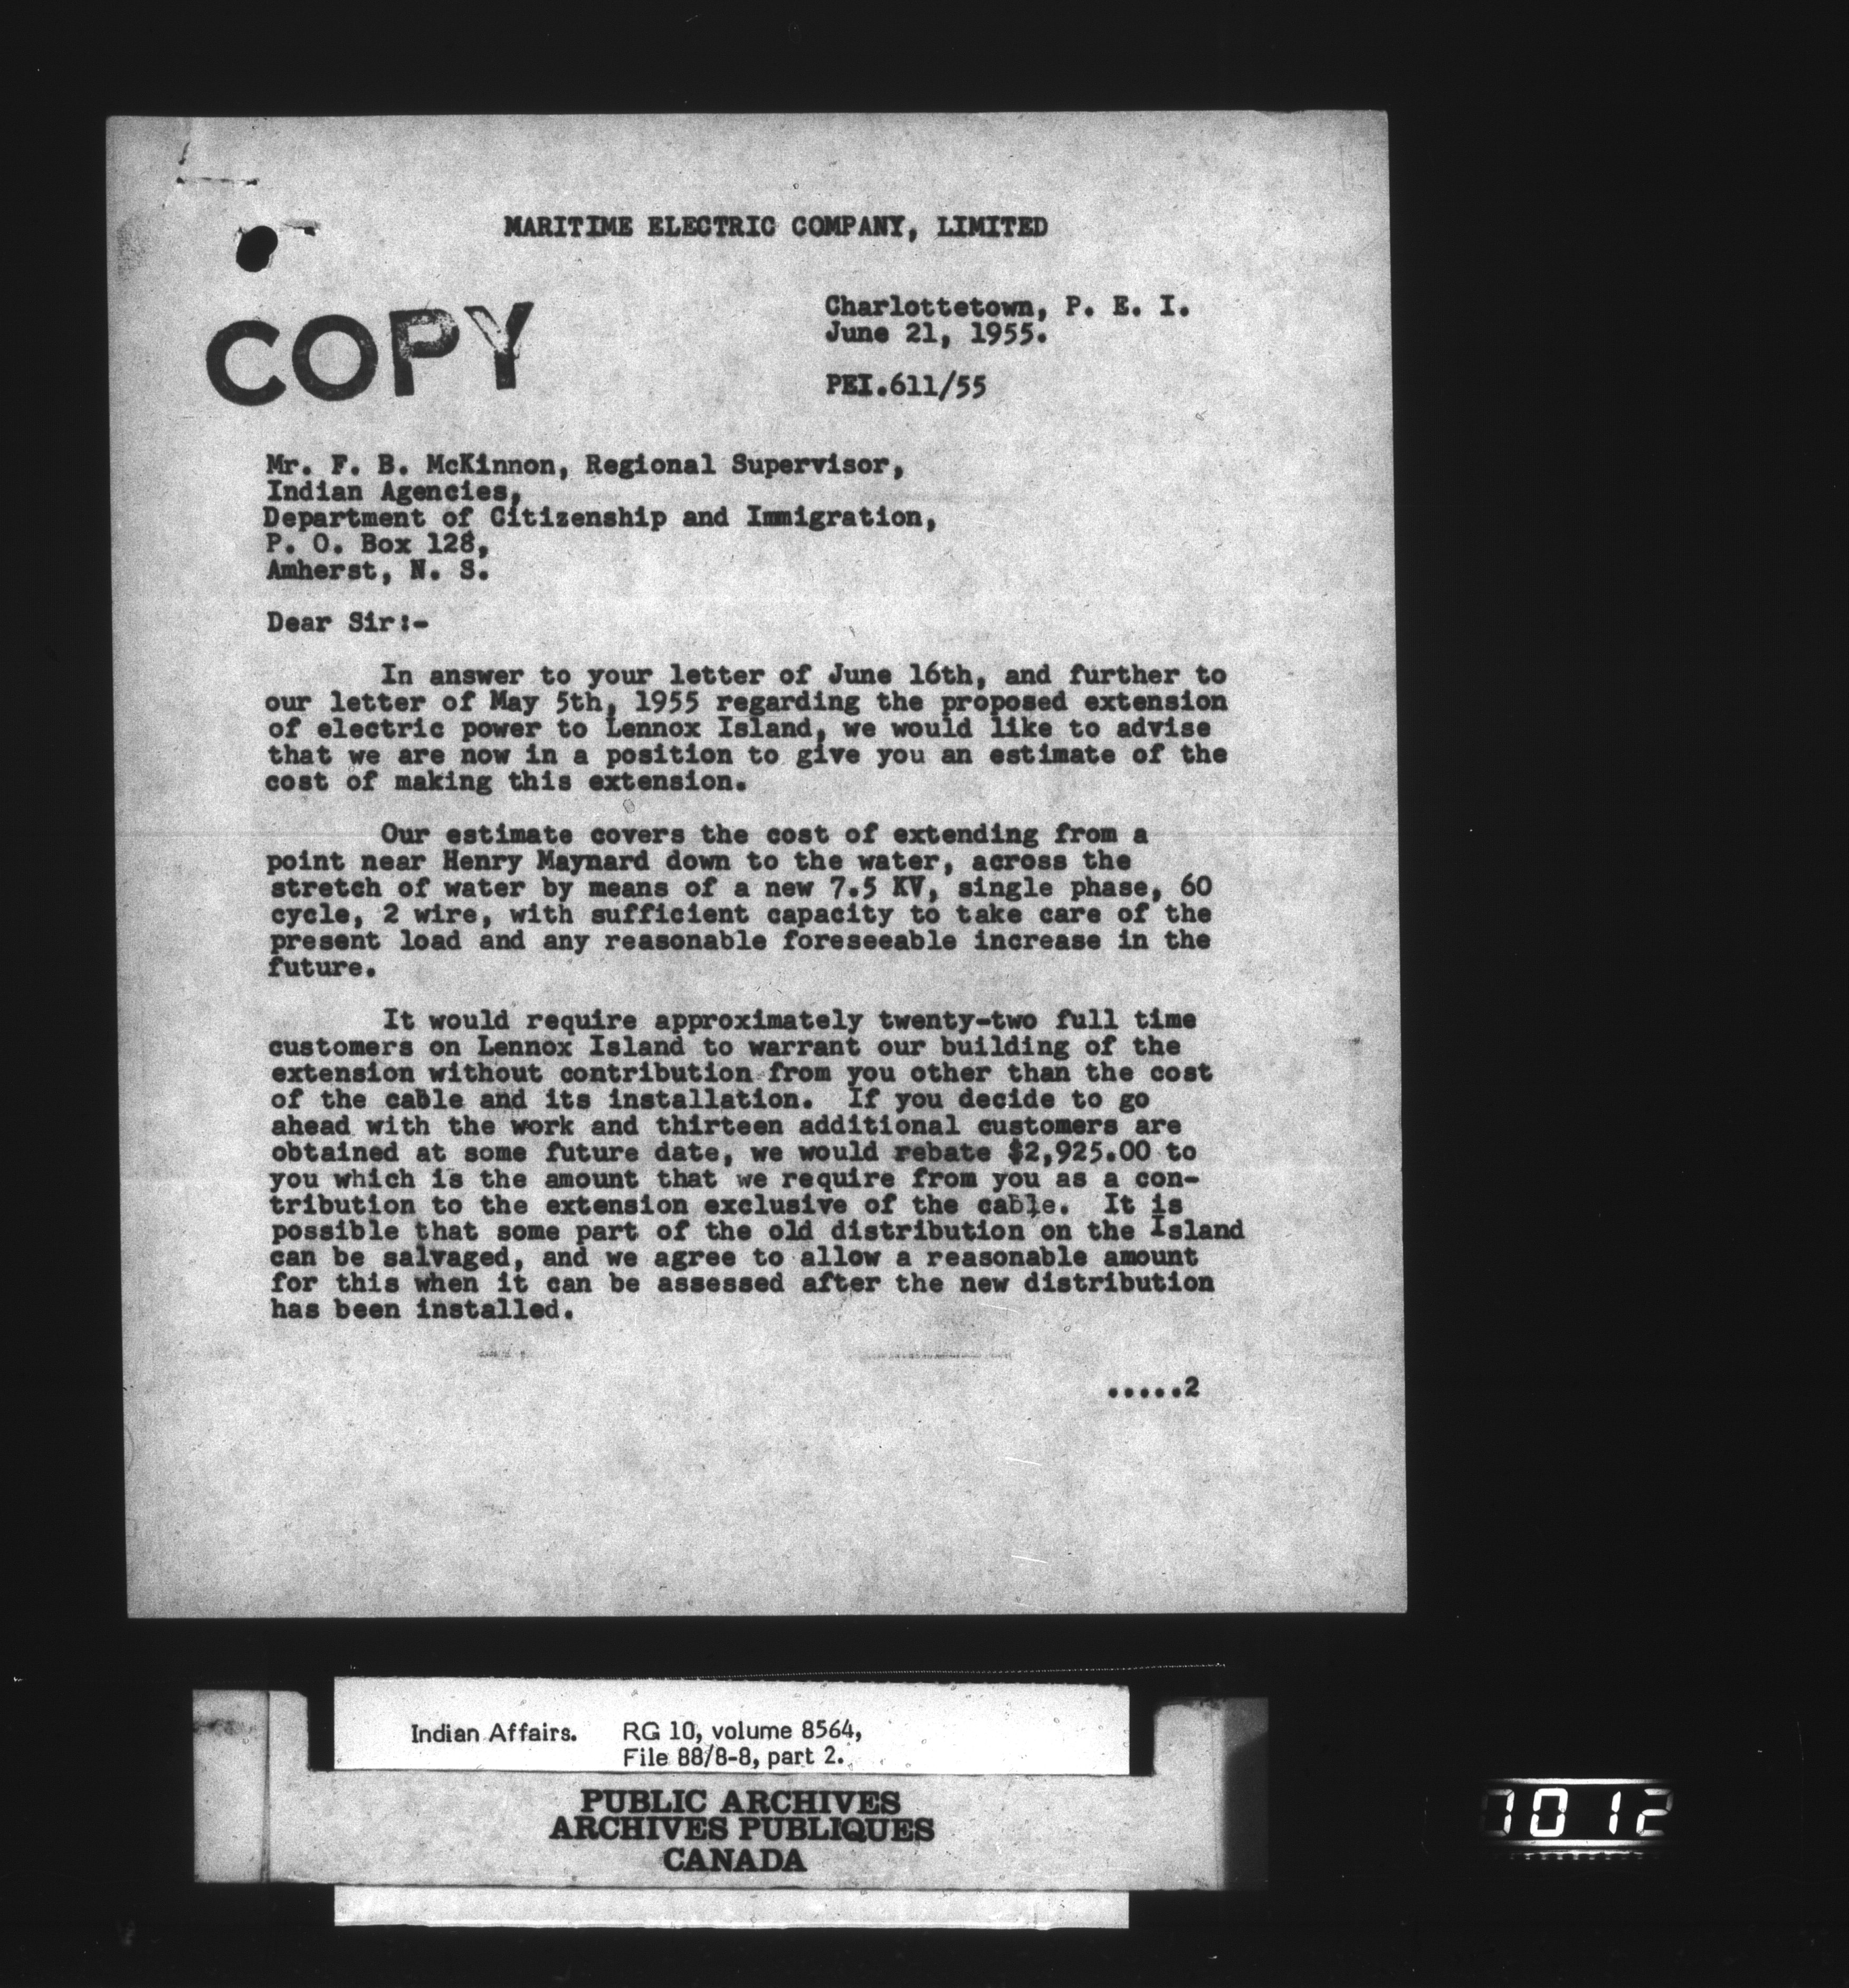 MARITIME ELECTRIC COMPANY, LIMITED
COPY
Charlottetown, P. E. I.
June 21, 1955.
PEI.611/55
Mr. F. B. McKinnon, Regional Supervisor,
Indian Agencies,
Department of Citizenship and Immigration,
P. O. Box 128,
Amherst, N. S.
Dear Sir:-
In answer to your letter of June 16th, and further to
our letter of May 5th, 1955 regarding the proposed extension
of electric power to Lennox Island, we would like to advise
that we are now in a position to give you an estimate of the
cost of making this extension.
Our estimate covers the cost of extending from a
point near Henry Maynard down to the water, across the
stretch of water by means of a new 7.5 KV, single phase, 60
cycle, 2 wire, with sufficient capacity to take care of the
present load and any reasonable foreseeable increase in the
future.
It would require approximately twenty-two full time
customers on Lennox Island to warrant our building of the
extension without contribution from you other than the cost
of the cable and its installation. If you decide to go
ahead with the work and thirteen additional customers are
obtained at some future date, we would rebate $2,925.00 to
you which is the amount that we require from you as a con-
tribution to the extension exclusive of the cable. It is
possible that some part of the old distribution on the Island
can be salvaged, and we agree to allow a reasonable amount
for this when it can be assessed after the new distribution
has been installed.
.....2
Indian Affairs. RG 10, volume 8564,
File 88/8-8, part 2.
PUBLIC ARCHIVES
ARCHIVES PUBLIQUES
CANADA
1012